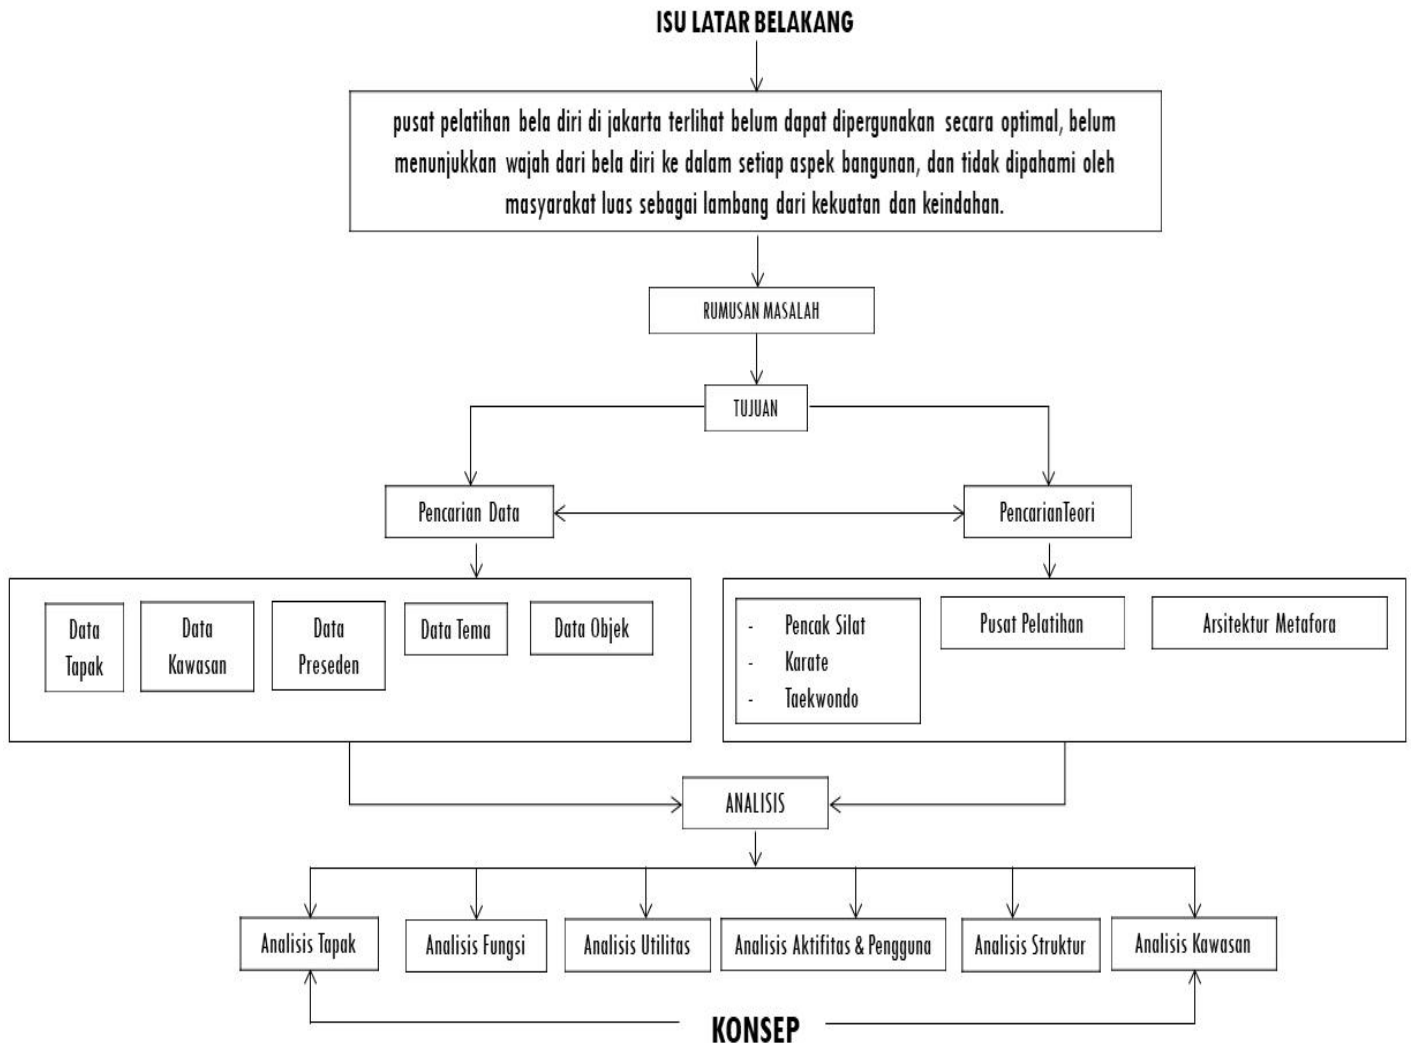 ISU LATAR BELAKANG
pusat pelatihan bela diri di jakarta terlihat belum dapat dipergunakan secara optimal, belum
menunjukkan wajah dari bela diri ke dalam setiap aspek bangunan, dan tidak dipahami oleh
masyarakat luas sebagai lambang dari kekuatan dan keindahan.
RUMUSAN MASALAH
TUJUAN
Pencarian Data
PencarianTeori
Data
Tapak
Data
Kawasan
Data
Preseden
Data Tema
Data Objek
- Pencak Silat
- Karate
- Taekwondo
Pusat Pelatihan
Arsitektur Metafora
ANALISIS
Analisis Tapak
Analisis Fungsi
Analisis Utilitas
Analisis Aktifitas & Pengguna
Analisis Struktur
Analisis Kawasan
KONSEP